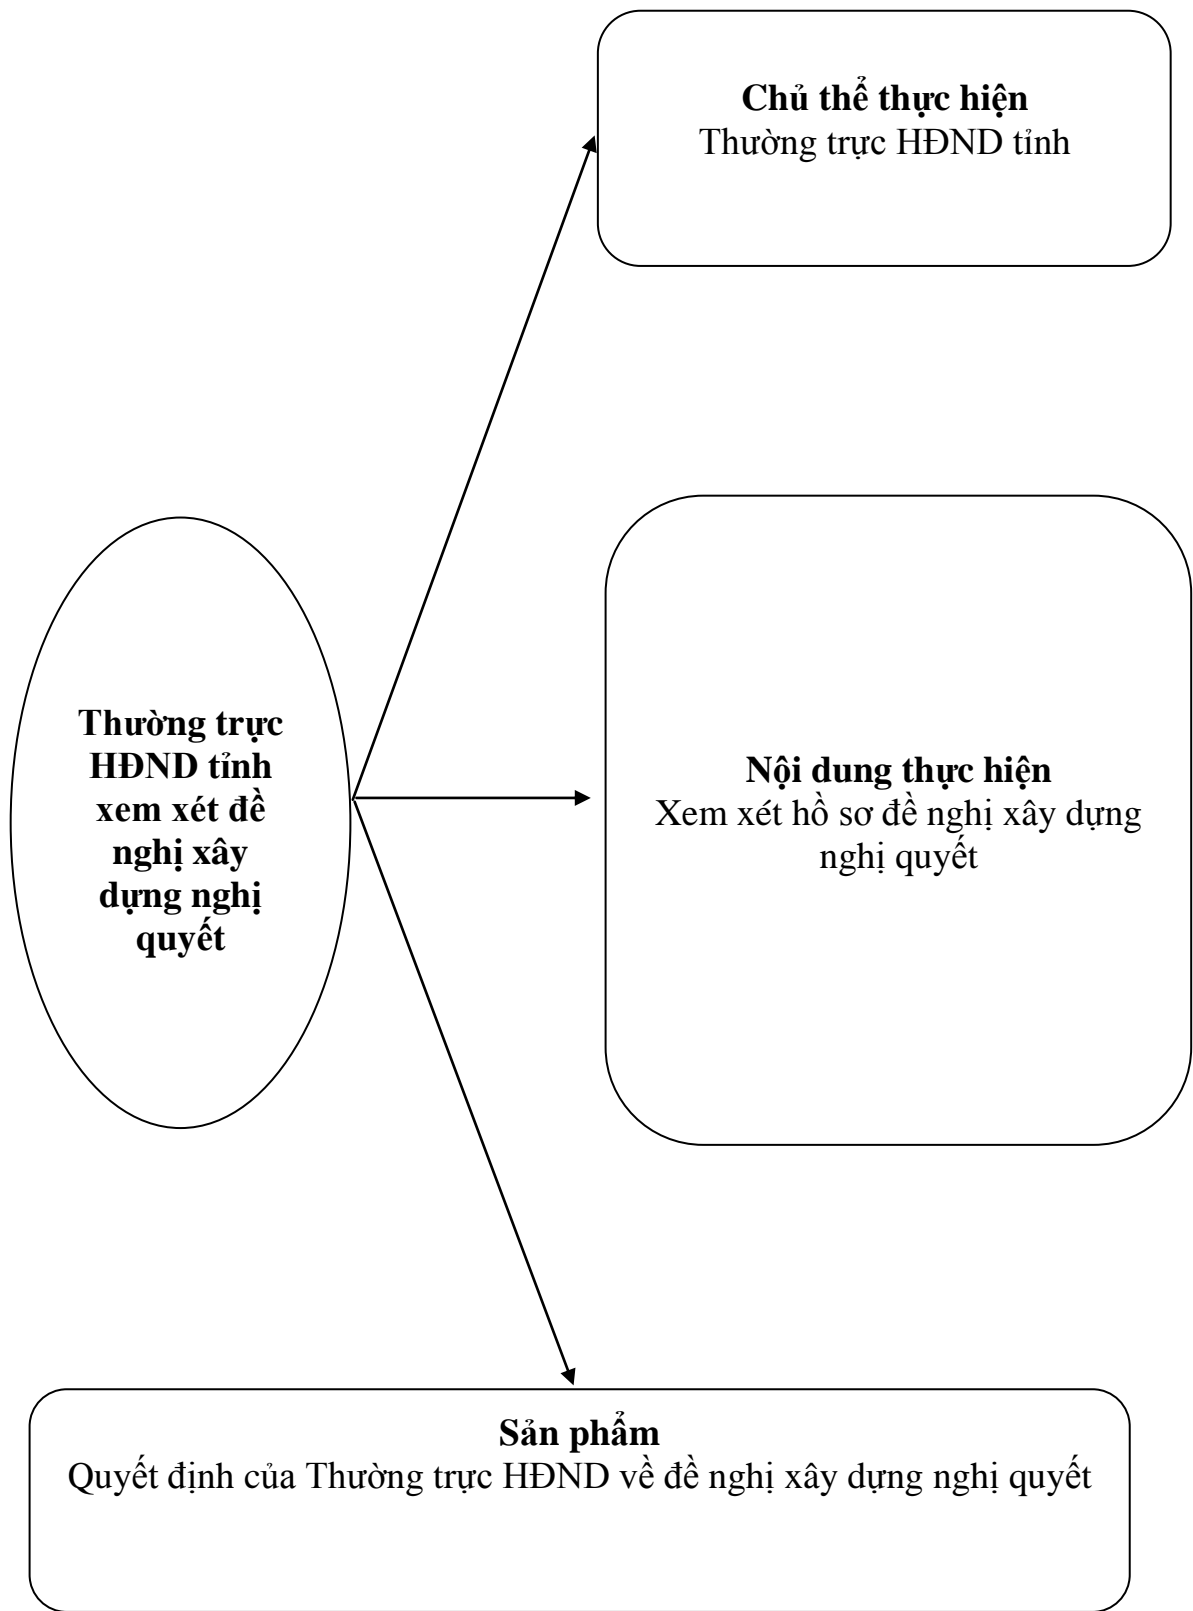 Chủ thể thực hiện
Thường trực HĐND tỉnh
Thường trực
HĐND tỉnh
xem xét đề
nghị xây
dựng nghị
quyết
Nội dung thực hiện
Xem xét hồ sơ đề nghị xây dựng
nghị quyết
Sản phẩm
Quyết định của Thường trực HĐND về đề nghị xây dựng nghị quyết